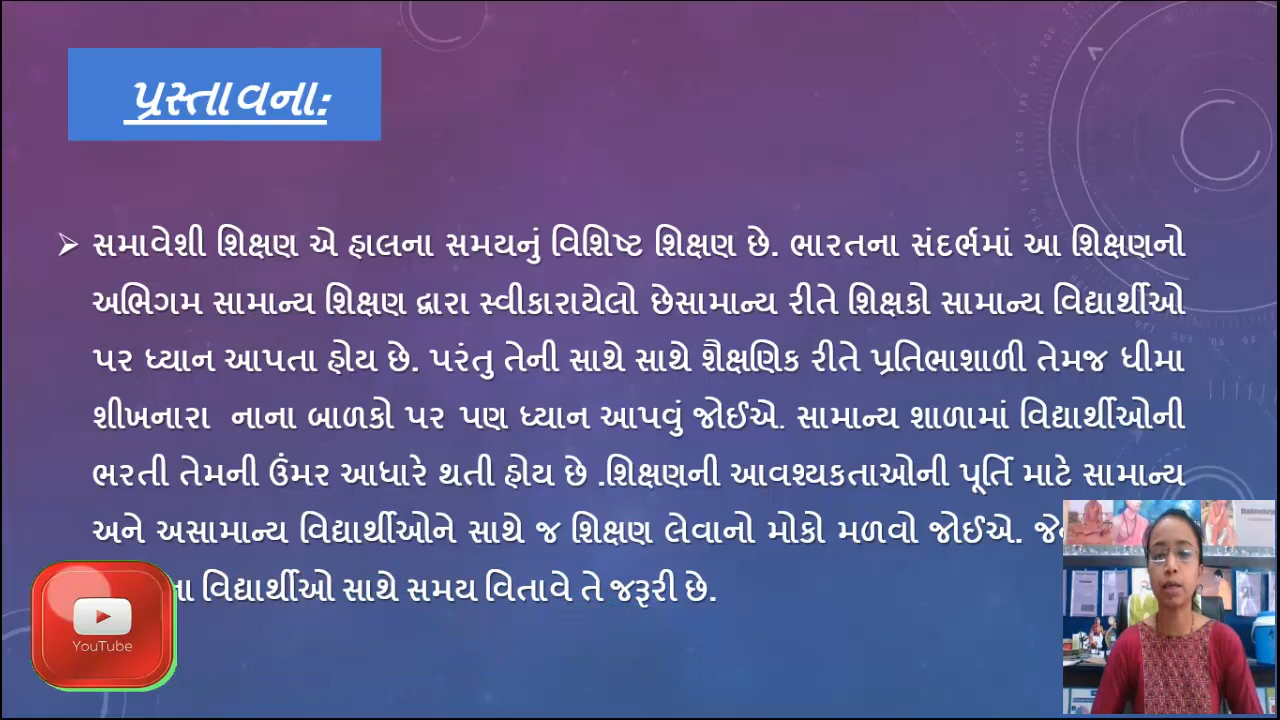 પ્રસ્તાવના:
➢ સમાવેશી શિક્ષણ એ હાલના સમયનું વિશિષ્ટ શિક્ષણ છે. ભારતના સંદર્ભમાં આ શિક્ષણનો
અભિગમ સામાન્ય શિક્ષણ દ્વારા સ્વીકારાયેલો છેસામાન્ય રીતે શિક્ષકો સામાન્ય વિદ્યાર્થીઓ
પર ધ્યાન આપતા હોય છે. પરંતુ તેની સાથે સાથે શૈક્ષણિક રીતે પ્રતિભાશાળી તેમજ ધીમા
શીખનારા નાના બાળકો પર પણ ધ્યાન આપવું જોઈએ. સામાન્ય શાળામાં વિદ્યાર્થીઓની
ભરતી તેમની ઉંમર આધારે થતી હોય છે .શિક્ષણની આવશ્યકતાઓની પૂર્તિ માટે સામાન્ય
અને અસામાન્ય વિદ્યાર્થીઓને સાથે જ શિક્ષણ લેવાનો મોકો મળવો જોઈએ.
વિદ્યાર્થીઓ સાથે સમય વિતાવે તે જરૂરી છે.
YouTube